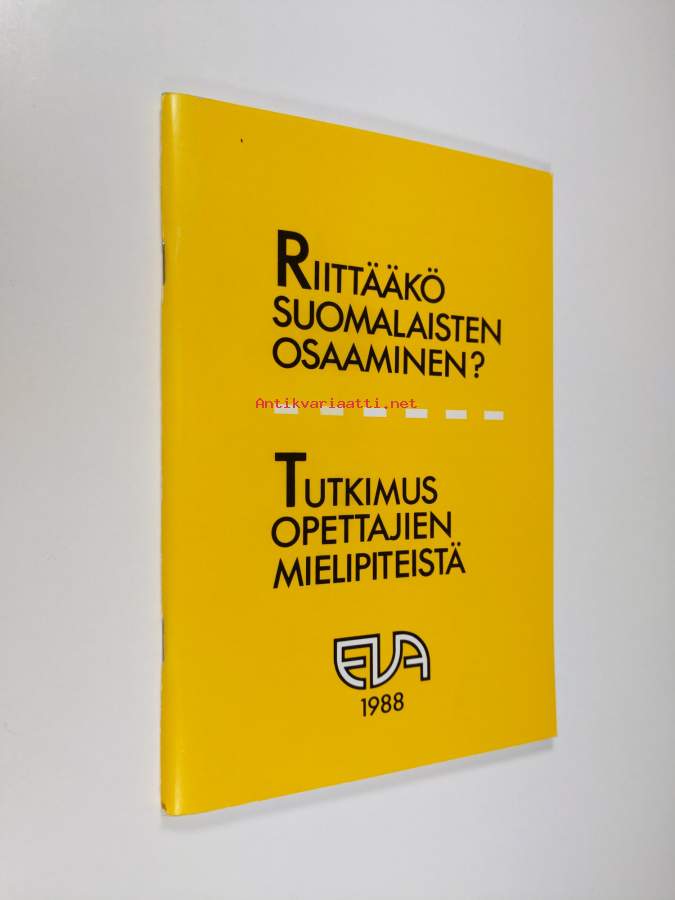 RIITTÄÄKÖ
SUOMALAISTEN
OSAAMINEN?
Antikvariaatti.net
TUTKIMUS
OPETTAJIEN
MIELIPITEISTÄ
EVA
1988